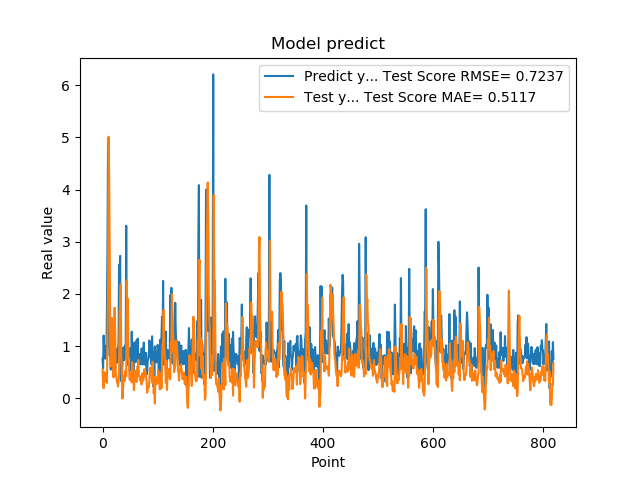 Model predict
Predict y... Test Score RMSE= 0.7237
Test y... Test Score MAE= 0.5117
Real value
6
5
4
3
2
1
0
0 200 400 600 800
Point